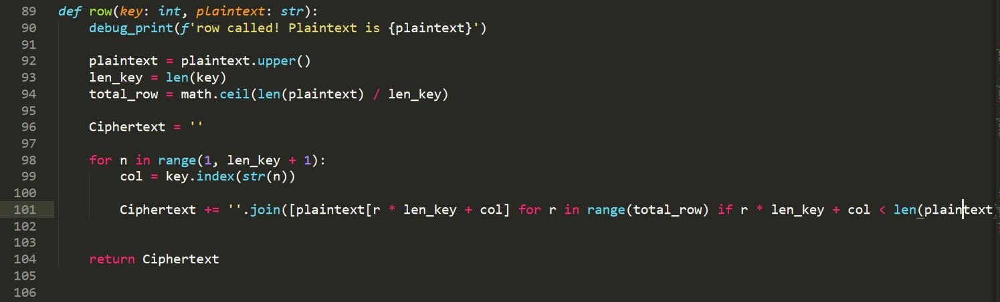 89 def row(key: int, plaintext: str):
90     debug_print(f'row called! Plaintext is {plaintext}')
91
92     plaintext = plaintext.upper()
93     len_key = len(key)
94     total_row = math.ceil(len(plaintext) / len_key)
95
96     Ciphertext = ''
97
98     for n in range(1, len_key + 1):
99         col = key.index(str(n))
100
101         Ciphertext += ''.join([plaintext[r * len_key + col] for r in range(total_row) if r * len_key + col < len(plaintext
102
103
104     return Ciphertext
105
106